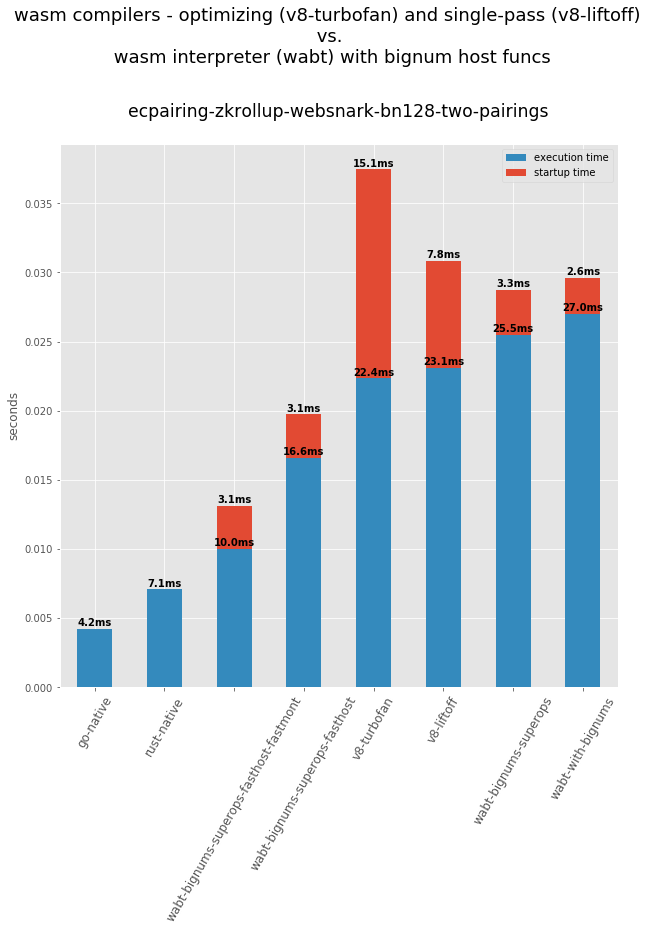 wasm compilers - optimizing (v8-turbofan) and single-pass (v8-liftoff)
vs.
wasm interpreter (wabt) with bignum host funcs
ecpairing-zkrollup-websnark-bn128-two-pairings
execution time
startup time
seconds
0.035
0.030
0.025
0.020
0.015
0.010
0.005
0.000
4.2ms
7.1ms
3.1ms
10.0ms
3.1ms
16.6ms
15.1ms
22.4ms
7.8ms
23.1ms
3.3ms
25.5ms
2.6ms
27.0ms
go-native
rust-native
wabt-bignums-superops-fasthost-fastmont
wabt-bignums-superops-fasthost
v8-turbofan
v8-liftoff
wabt-bignums-superops
wabt-with-bignums